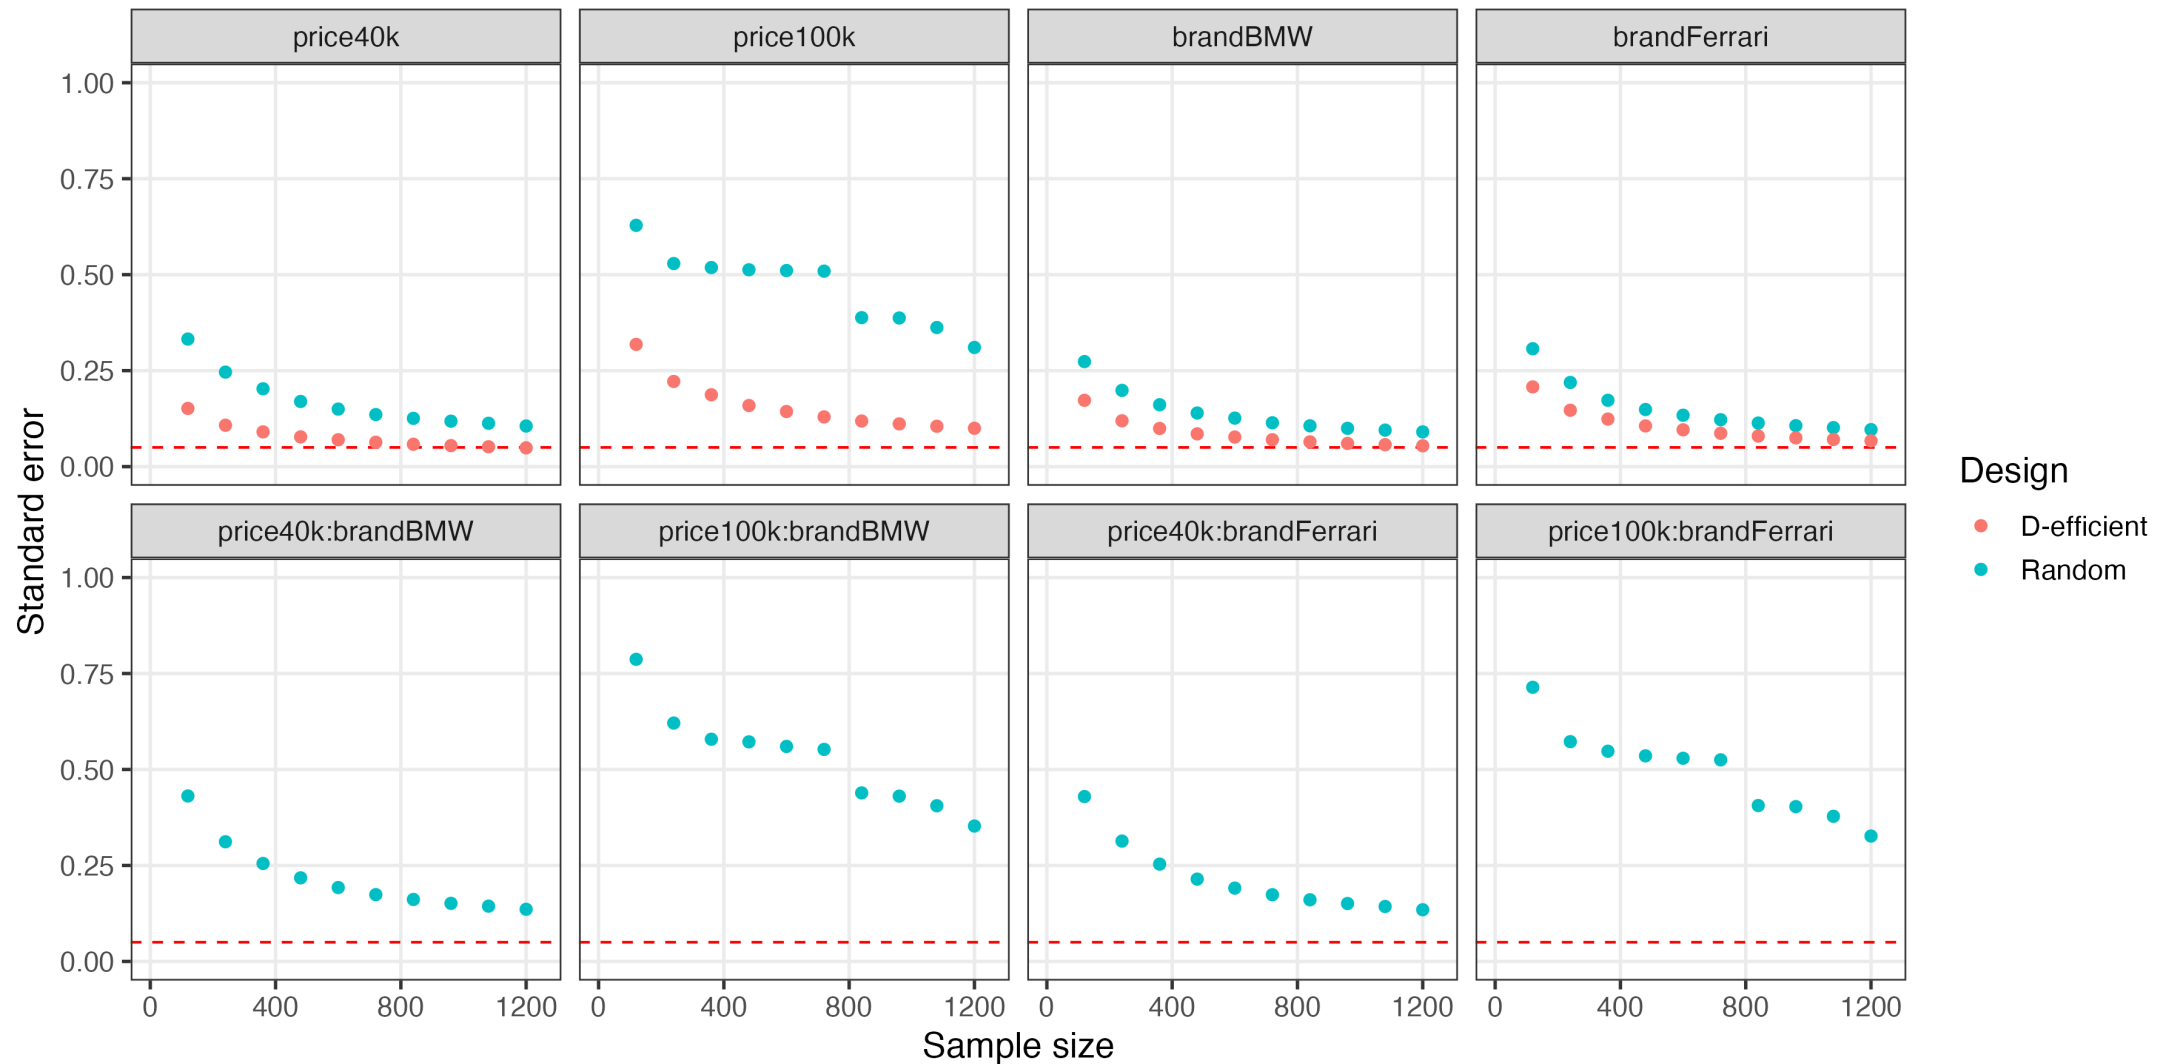 price40k price100k brandBMW brandFerrari
1.00
0.75
0.50
0.25
0.00
price40k:brandBMW price100k:brandBMW price40k:brandFerrari price100k:brandFerrari
1.00
0.75
0.50
0.25
0.00
0 400 800 1200 0 400 800 1200 0 400 800 1200 0 400 800 1200
Sample size
Standard error
Design
D-efficient
Random